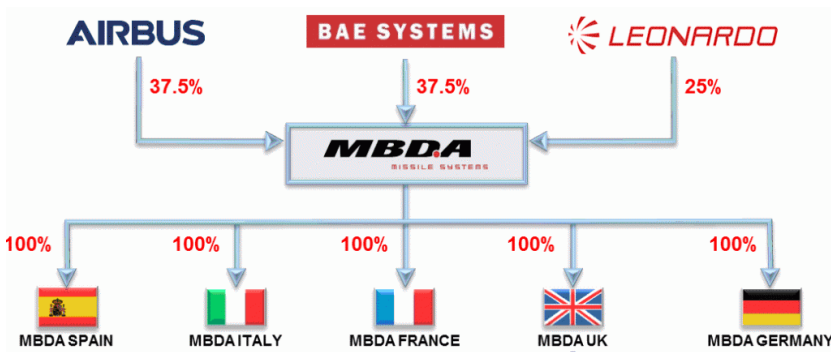 AIRBUS
BAE SYSTEMS
LEONARDO
37.5%
37.5%
25%
MBDA
MISSILE SYSTEMS
100%
100%
100%
100%
100%
MBDA SPAIN
MBDA ITALY
MBDA FRANCE
MBDA UK
MBDA GERMANY